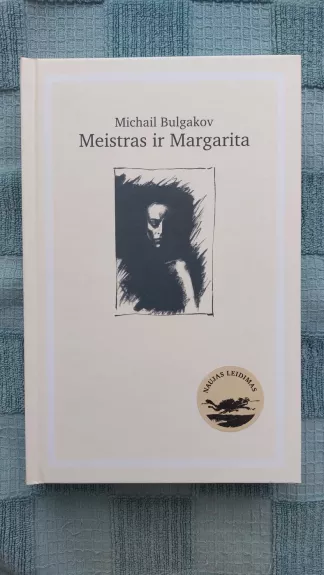 Michail Bulgakov
Meistras ir Margarita
NAUJAS LEIDIMAS